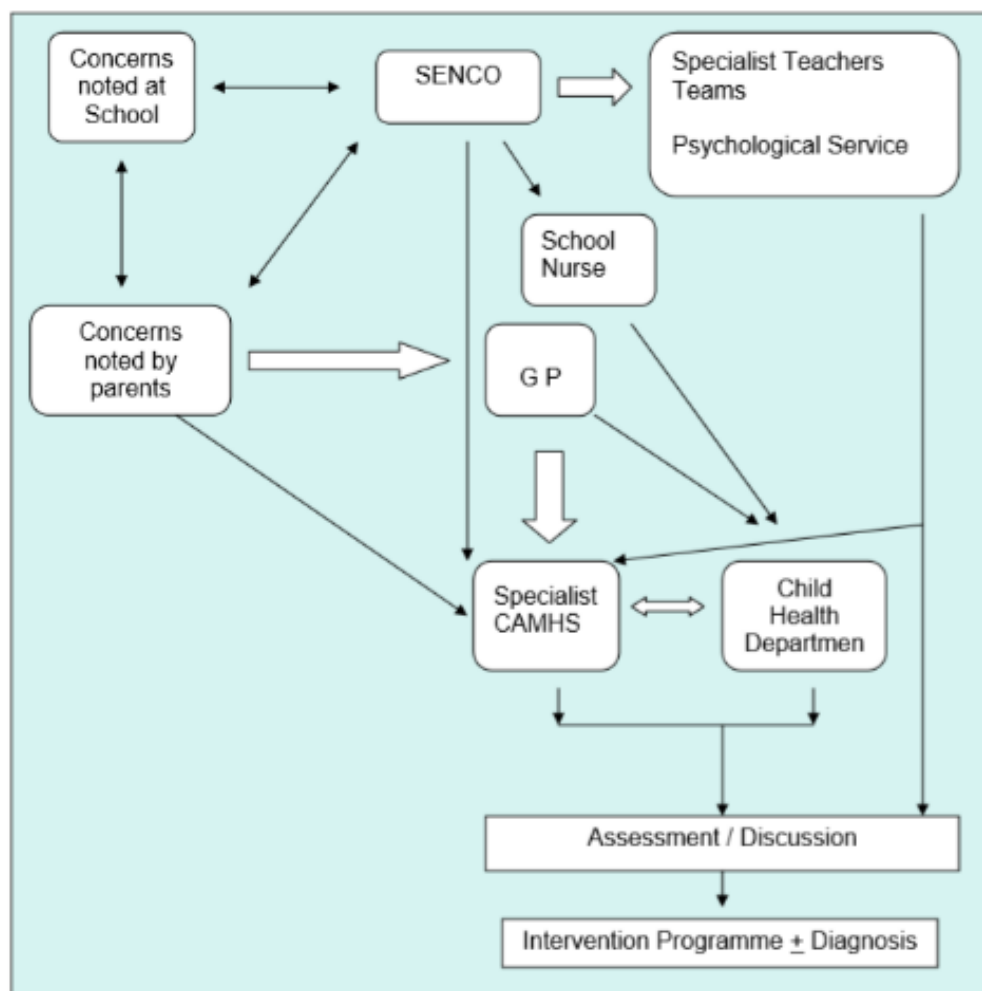 Concerns
noted at
School
SENCO
Specialist Teachers
Teams
Psychological Service
School
Nurse
Concerns
noted by
parents
G P
Specialist
CAMHS
Child
Health
Departmen
Assessment / Discussion
Intervention Programme ± Diagnosis